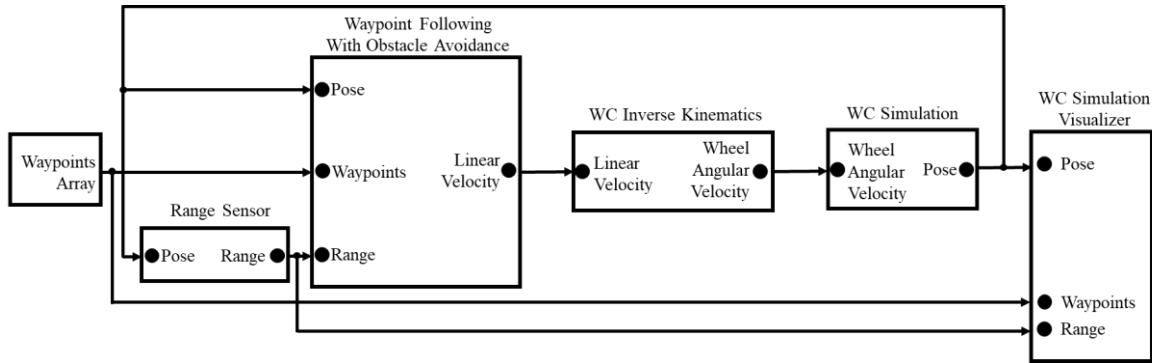 Waypoint Following
With Obstacle Avoidance
Pose
Waypoints
Linear
Velocity
Range
Waypoints
Array
Range Sensor
Pose
Range
WC Inverse Kinematics
Linear
Velocity
Wheel
Angular
Velocity
WC Simulation
Wheel
Angular
Velocity
Pose
WC Simulation
Visualizer
Pose
Waypoints
Range